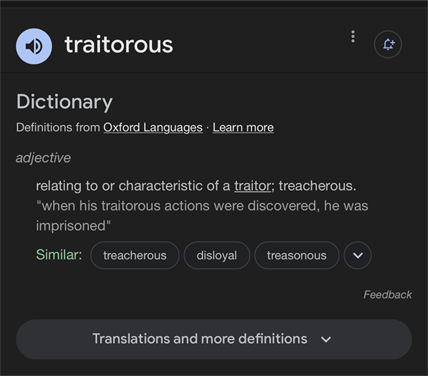 traitorous
Dictionary
Definitions from Oxford Languages · Learn more
adjective
relating to or characteristic of a traitor; treacherous.
"when his traitorous actions were discovered, he was
imprisoned"
Similar: treacherous disloyal treasonous
Feedback
Translations and more definitions